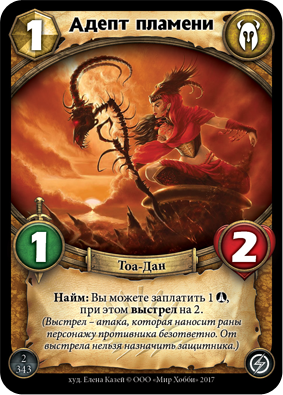 1
Адепт пламени
1
2
Тоа-Дан
Найм: Вы можете заплатить 1
при этом выстрел на 2.
(Выстрел – атака, которая наносит раны
персонажу противника безответно. От
выстрела нельзя назначить защитника.)
2
343
худ. Елена Казей © ООО «Мир Хобби» 2017